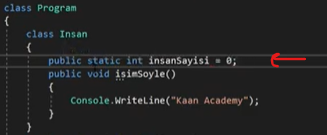 class Program
{
class Insan
{
public static int insanSayisi = 0;
public void isimSoyle()
{
Console.WriteLine("Kaan Academy");
}
}